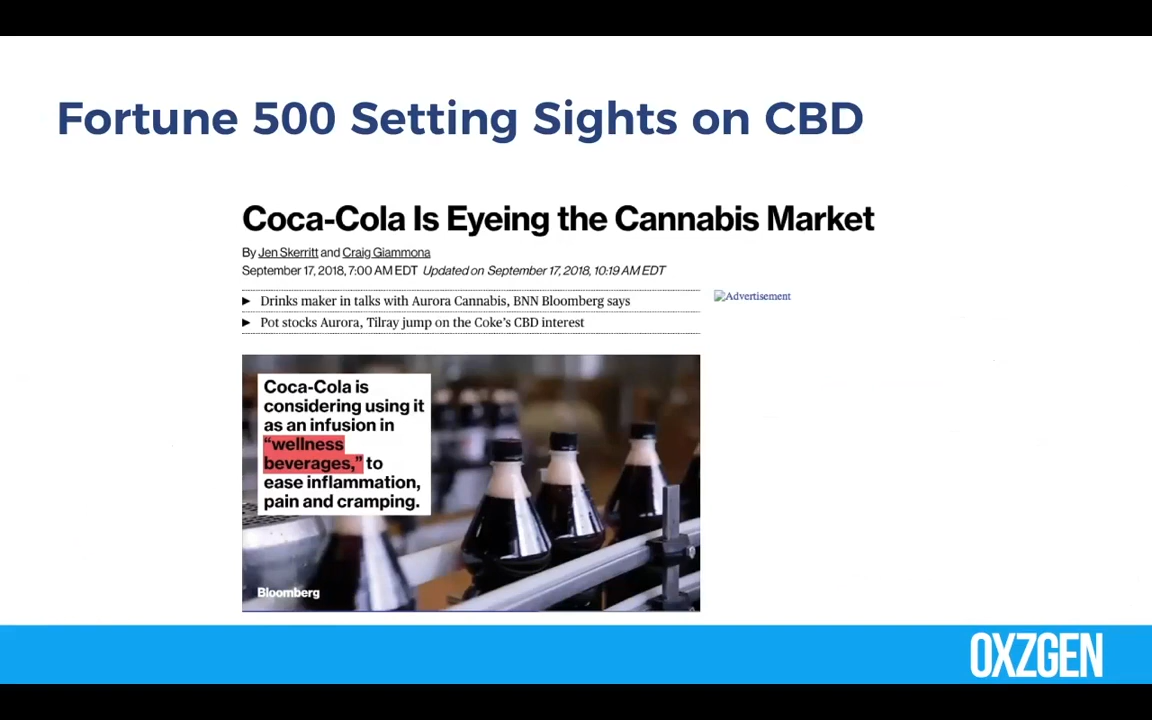 Fortune 500 Setting Sights on CBD
Coca-Cola Is Eyeing the Cannabis Market
By Jen Skerritt and Craig Giammona
September 17, 2018, 7:00 AM EDT Updated on September 17, 2018, 10:19 AM EDT
▶ Drinks maker in talks with Aurora Cannabis, BNN Bloomberg says
Advertisement
▶ Pot stocks Aurora, Tilray jump on the Coke's CBD interest
Coca-Cola is
considering using it
as an infusion in
“wellness
beverages,” to
ease inflammation,
pain and cramping.
Bloomberg
OXZGEN